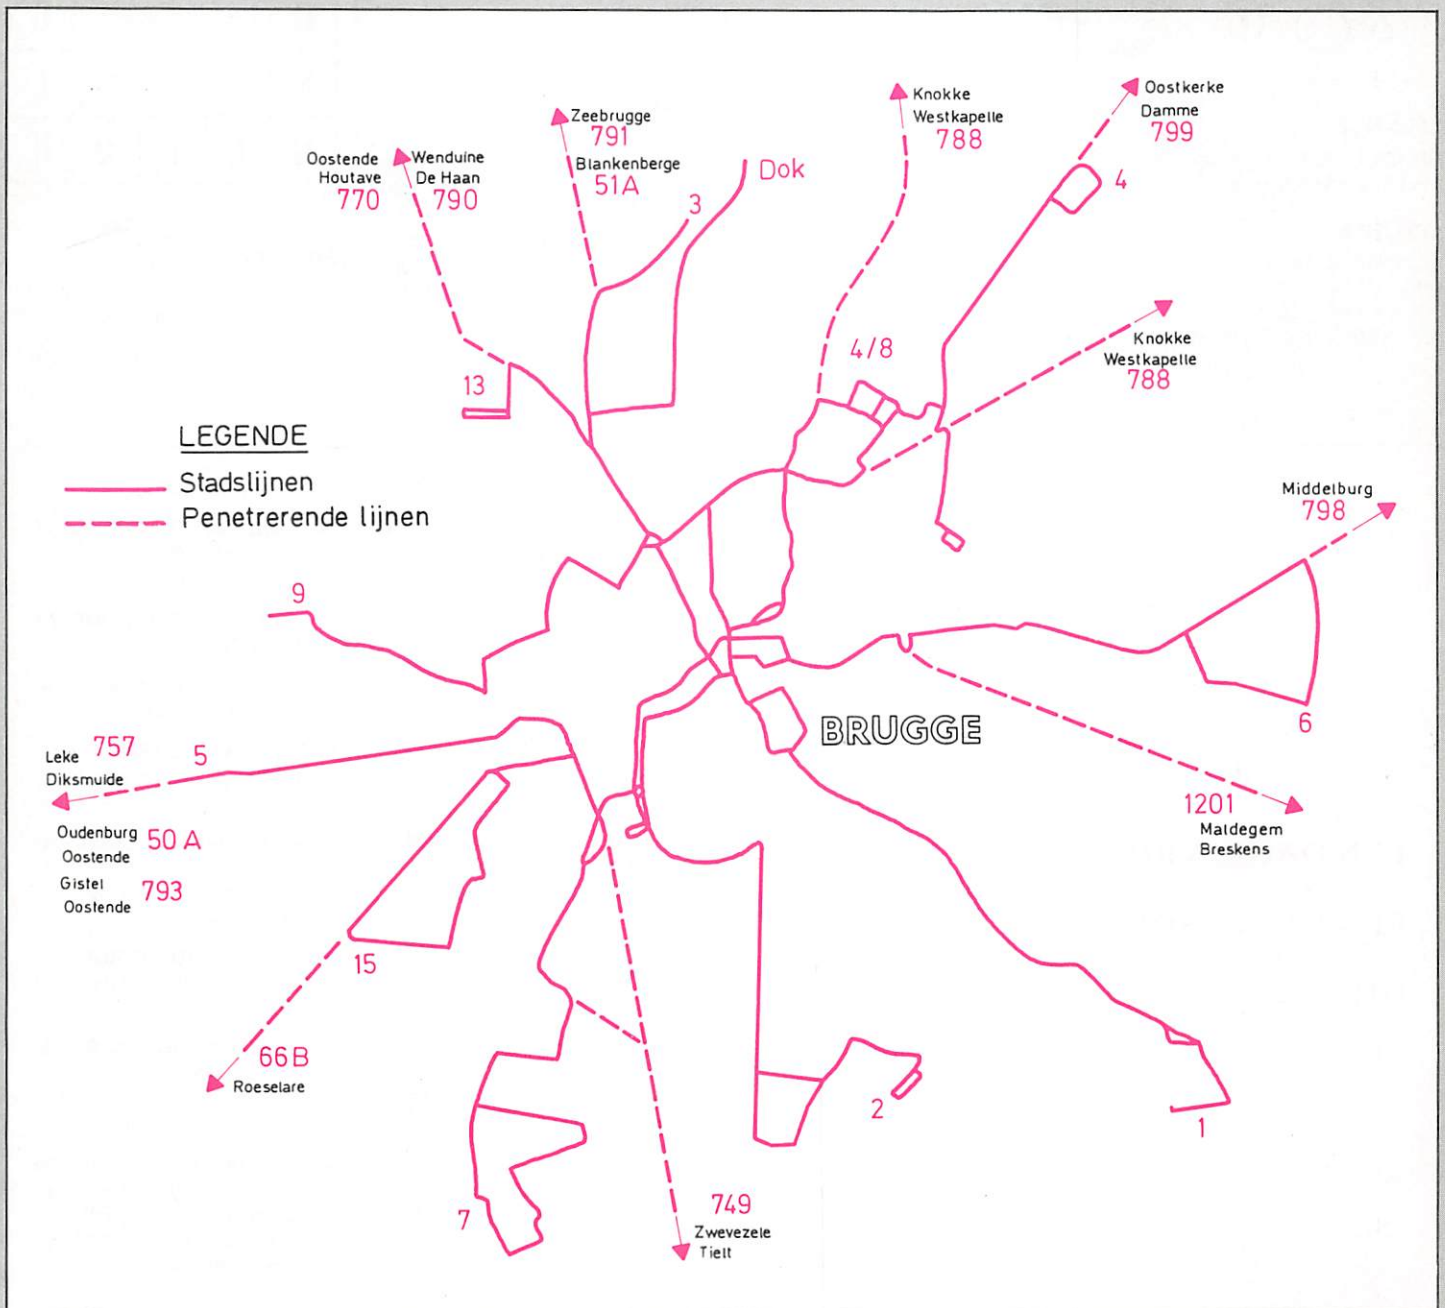 Oostkerke
Damme
799
Knokke
Westkapelle
788
Zeebrugge
791
Blankenberge
51A
Oostende
Houtave
770
Wenduine
De Haan
790
Dok
3
4
4/8
Knokke
Westkapelle
788
13
LEGENDE
Stadslijnen
Penetrerende lijnen
Middelburg
798
9
6
BRUGGE
Leke
Diksmuide
757
5
Oudenburg
Oostende
50 A
Gistel
Oostende
793
1201
Maldegem
Breskens
15
66B
Roeselare
2
1
7
749
Zwevezele
Tielt